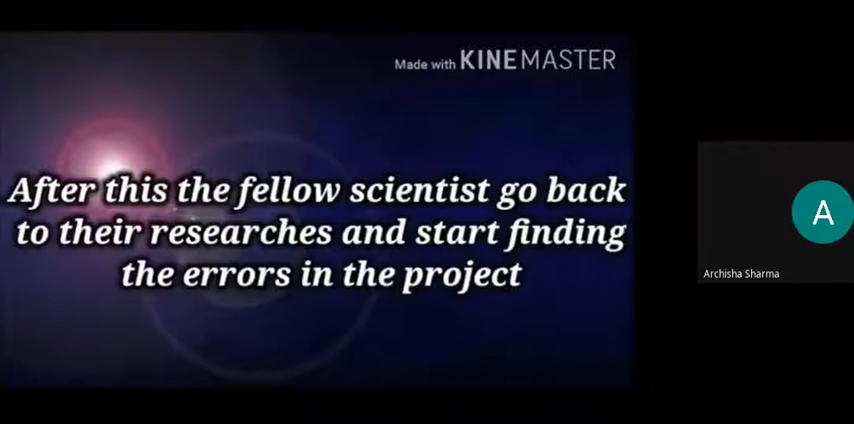 Made with KINEMASTER
After this the fellow scientist go back
to their researches and start finding
the errors in the project
A
Archisha Sharma